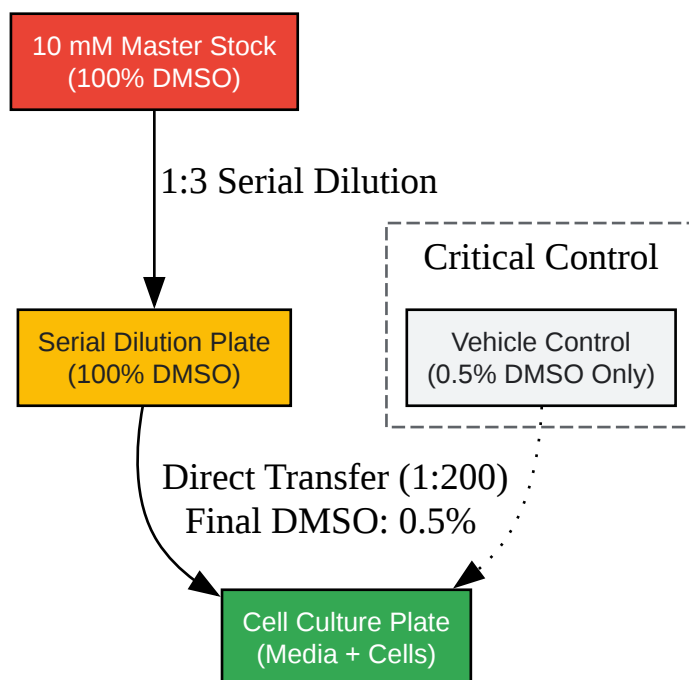 10 mM Master Stock
(100% DMSO)
1:3 Serial Dilution
Critical Control
Serial Dilution Plate
(100% DMSO)
Vehicle Control
(0.5% DMSO Only)
Direct Transfer (1:200)
Final DMSO: 0.5%
Cell Culture Plate
(Media + Cells)